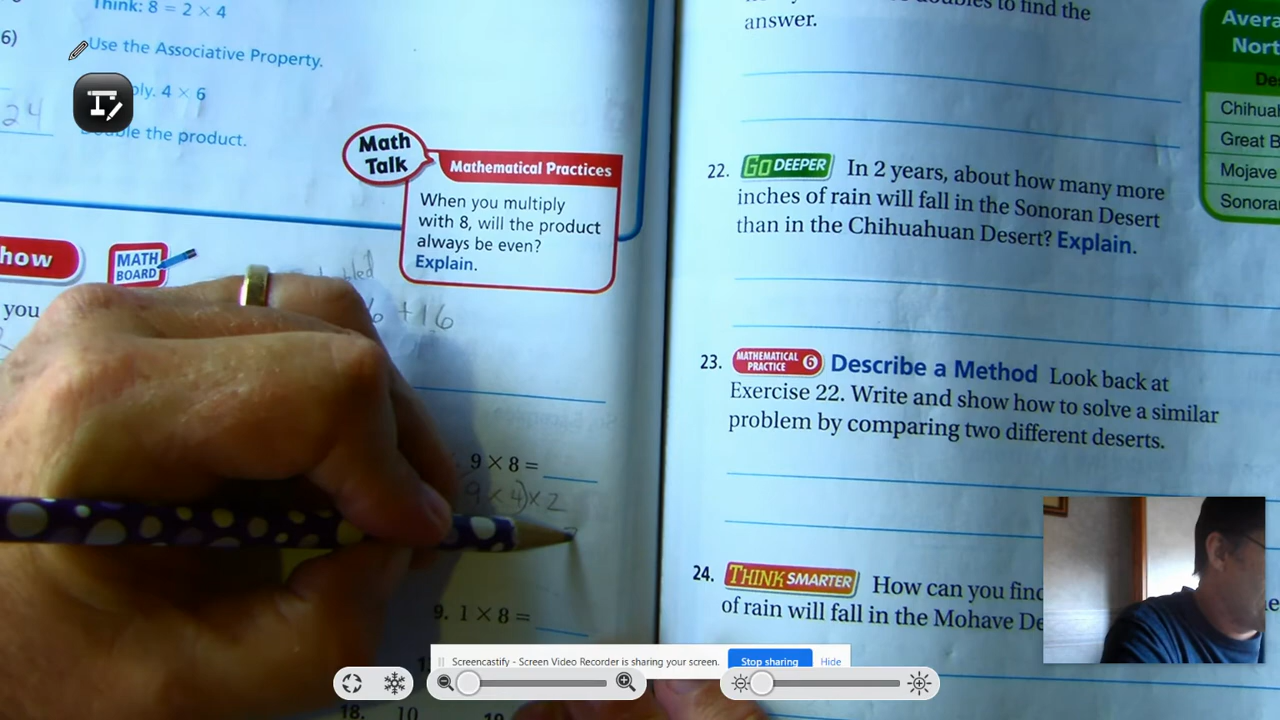 Think: 8 = 2 × 4
6)
Use the Associative Property.
ply. 4 × 6
24
the product.
Math
Talk
Mathematical Practices
When you multiply
with 8, will the product
always be even?
Explain.
how
MATH
BOARD
you
+16
9 × 8 =
9 × 4) × 2
9. 1 × 8 =
18. 10
to find the
answer.
22. GO DEEPER In 2 years, about how many more
inches of rain will fall in the Sonoran Desert
than in the Chihuahuan Desert? Explain.
23. MATHEMATICAL PRACTICE 6 Describe a Method Look back at
Exercise 22. Write and show how to solve a similar
problem by comparing two different deserts.
24. THINK SMARTER How can you find
of rain will fall in the Mohave De
Avera
Nort
De
Chihual
Great B
Mojave
Sonora
Screencastify - Screen Video Recorder is sharing your screen.
Stop sharing
Hide